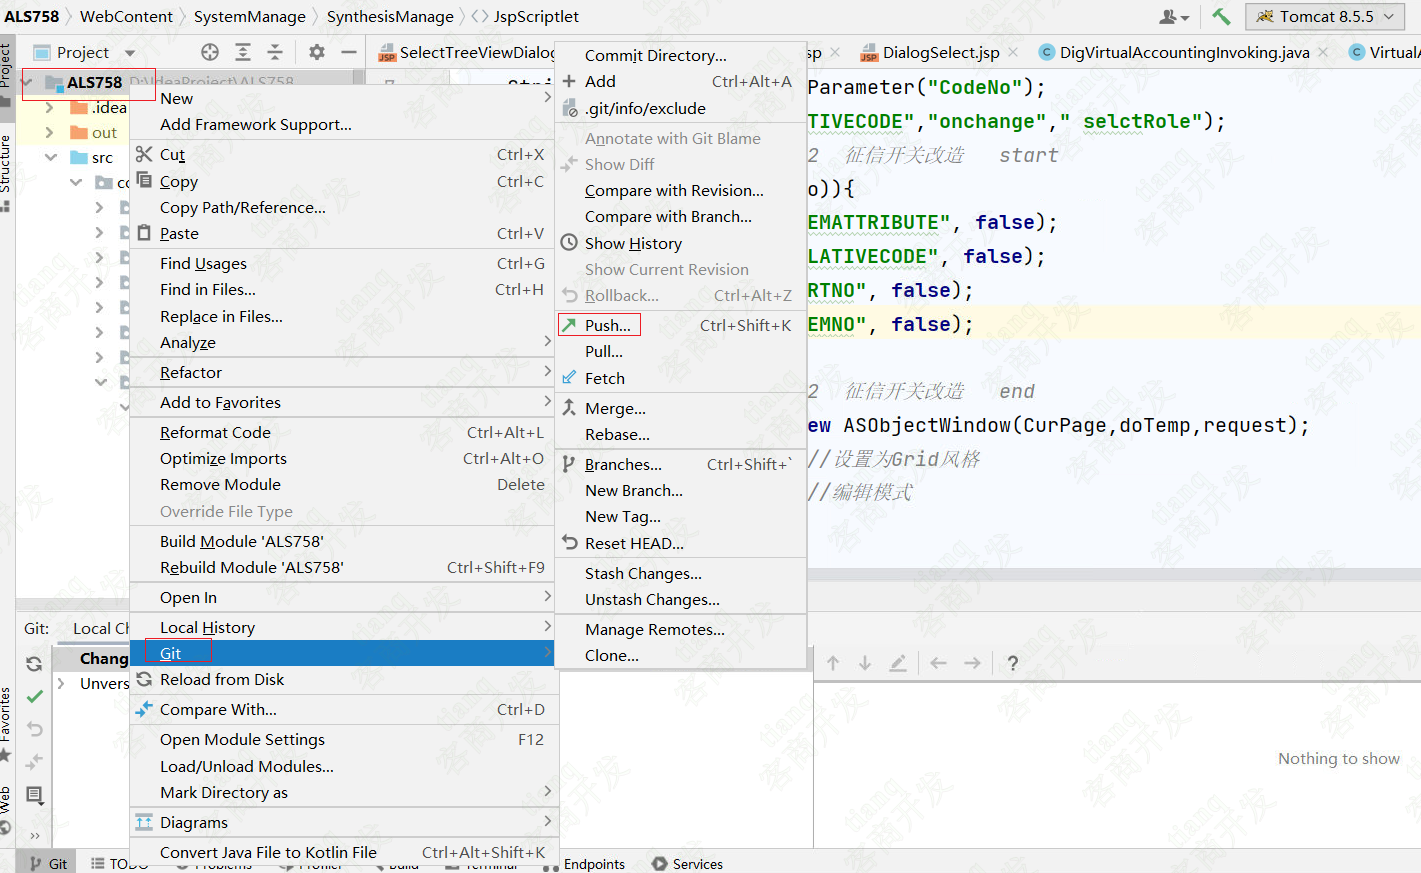 ALS758 WebContent SystemManage SynthesisManage JspScriptlet Tomcat 8.5.5
Project SelectTreeViewDialo sp DialogSelect.jsp DigVirtualAccountingInvoking.java VirtualA
ALS758 D:\IdeaProject\ALS758
.idea
out
src
co
Project
Structure
Favorites
Web
New
Add Framework Support...
Cut Ctrl+X
Copy Ctrl+C
Copy Path/Reference...
Paste Ctrl+V
Find Usages Ctrl+G
Find in Files... Ctrl+H
Replace in Files...
Analyze
Refactor
Add to Favorites
Reformat Code Ctrl+Alt+L
Optimize Imports Ctrl+Alt+O
Remove Module Delete
Override File Type
Build Module 'ALS758'
Rebuild Module 'ALS758' Ctrl+Shift+F9
Open In
Local History
Git
Reload from Disk
Compare With... Ctrl+D
Open Module Settings F12
Load/Unload Modules...
Mark Directory as
Diagrams
Convert Java File to Kotlin File Ctrl+Alt+Shift+K
Commit Directory...
Add Ctrl+Alt+A
.git/info/exclude
Annotate with Git Blame
Show Diff
Compare with Revision...
Compare with Branch...
Show History
Show Current Revision
Rollback... Ctrl+Alt+Z
Push... Ctrl+Shift+K
Pull...
Fetch
Merge...
Rebase...
Branches... Ctrl+Shift+`
New Branch...
New Tag...
Reset HEAD...
Stash Changes...
Unstash Changes...
Manage Remotes...
Clone...
Stri
Parameter("CodeNo");
TIVECODE","onchange"," selctRole");
2 征信开关改造 start
o)){
EMATTRIBUTE", false);
LATIVECODE", false);
RTNO", false);
EMNO", false);
2 征信开关改造 end
ew ASObjectWindow(CurPage,doTemp,request);
//设置为Grid风格
//编辑模式
Git: Local Ch
Chang
Unvers
?
Nothing to show
Git TODO Problems Profiler Build Terminal Endpoints Services
tianq
客商开发